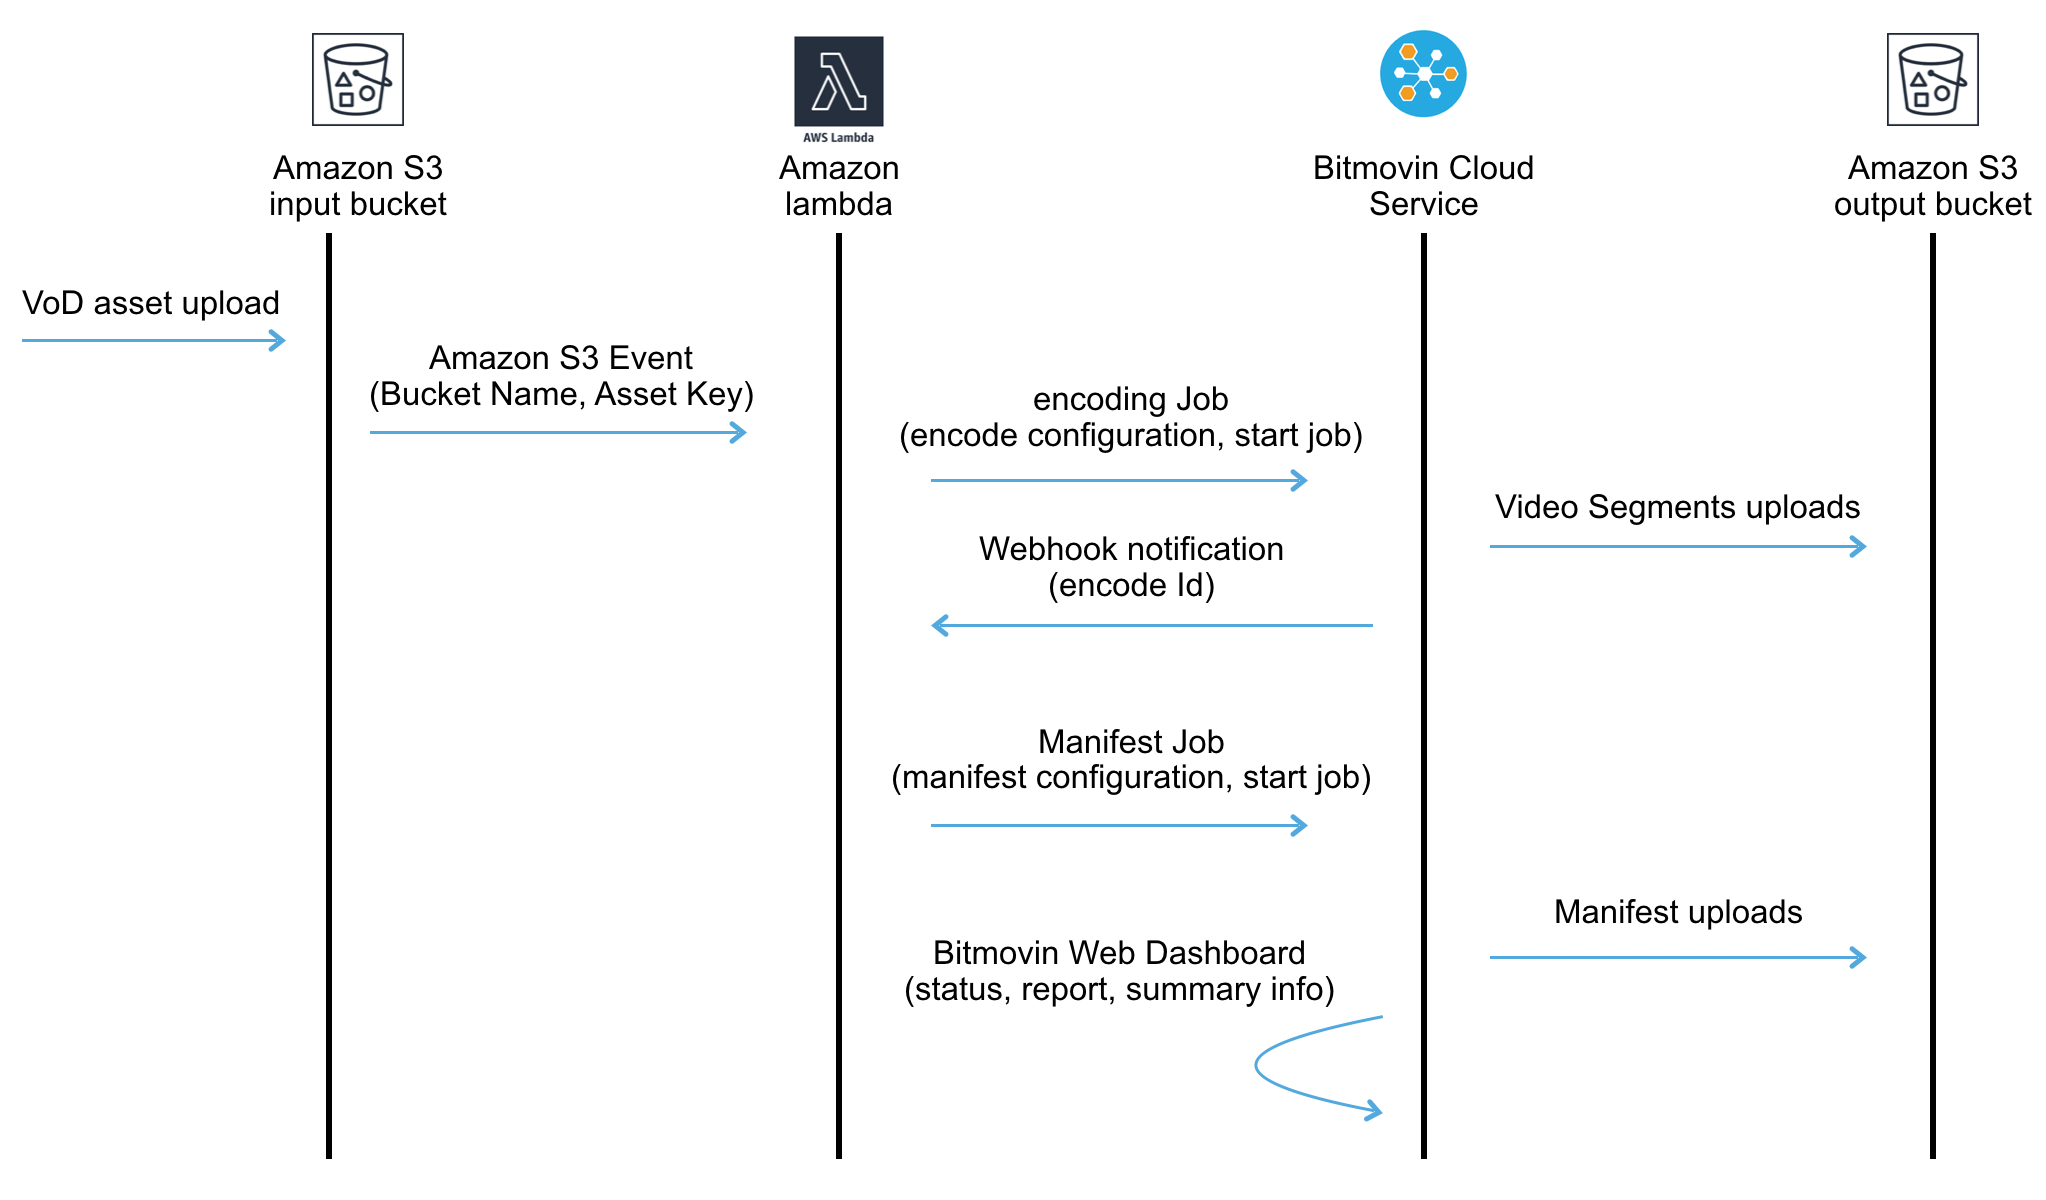 AWS Lambda
Amazon S3
input bucket
Amazon
lambda
Bitmovin Cloud
Service
Amazon S3
output bucket
VoD asset upload
Amazon S3 Event
(Bucket Name, Asset Key)
encoding Job
(encode configuration, start job)
Video Segments uploads
Webhook notification
(encode Id)
Manifest Job
(manifest configuration, start job)
Manifest uploads
Bitmovin Web Dashboard
(status, report, summary info)